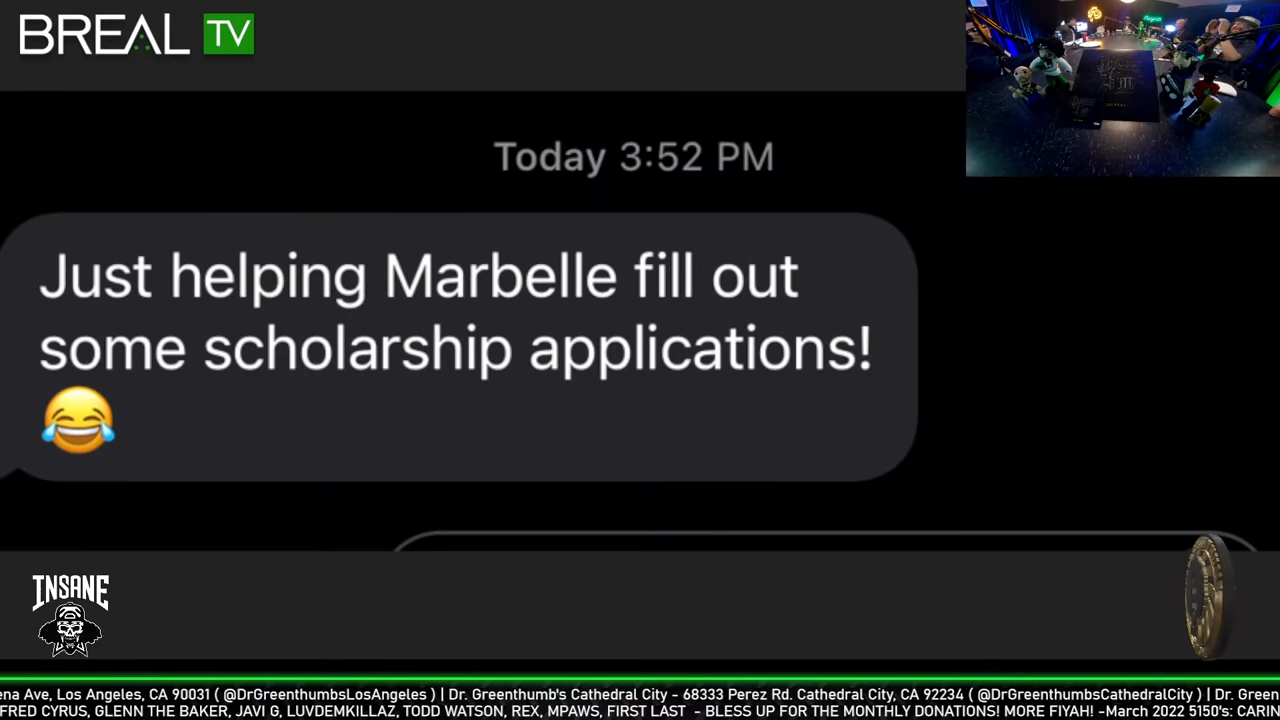 BREAL TV
Today 3:52 PM
Just helping Marbelle fill out
some scholarship applications!
😂
INSANE
ena Ave, Los Angeles, CA 90031 ( @DrGreenthumbsLosAngeles ) | Dr. Greenthumb's Cathedral City - 68333 Perez Rd. Cathedral City, CA 92234 ( @DrGreenthumbsCathedralCity ) | Dr. Green
FRED CYRUS, GLENN THE BAKER, JAVI G, LUVDEMKILLAZ, TODD WATSON, REX, MPAWS, FIRST LAST - BLESS UP FOR THE MONTHLY DONATIONS! MORE FIYAH! -March 2022 5150's: CARIN